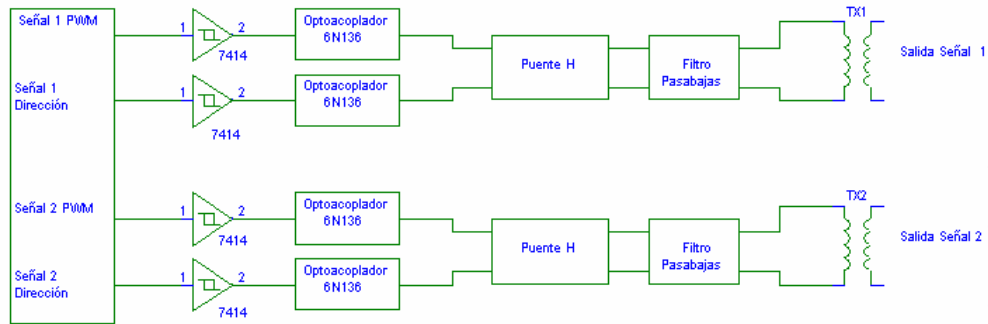 Señal 1 PWM
1
2
7414
Optoacoplador
6N136
Puente H
Filtro
Pasabajas
TX1
Salida Señal 1
Señal 1
Dirección
1
2
7414
Optoacoplador
6N136
Señal 2 PWM
1
2
7414
Optoacoplador
6N136
Puente H
Filtro
Pasabajas
TX2
Salida Señal 2
Señal 2
Dirección
1
2
7414
Optoacoplador
6N136